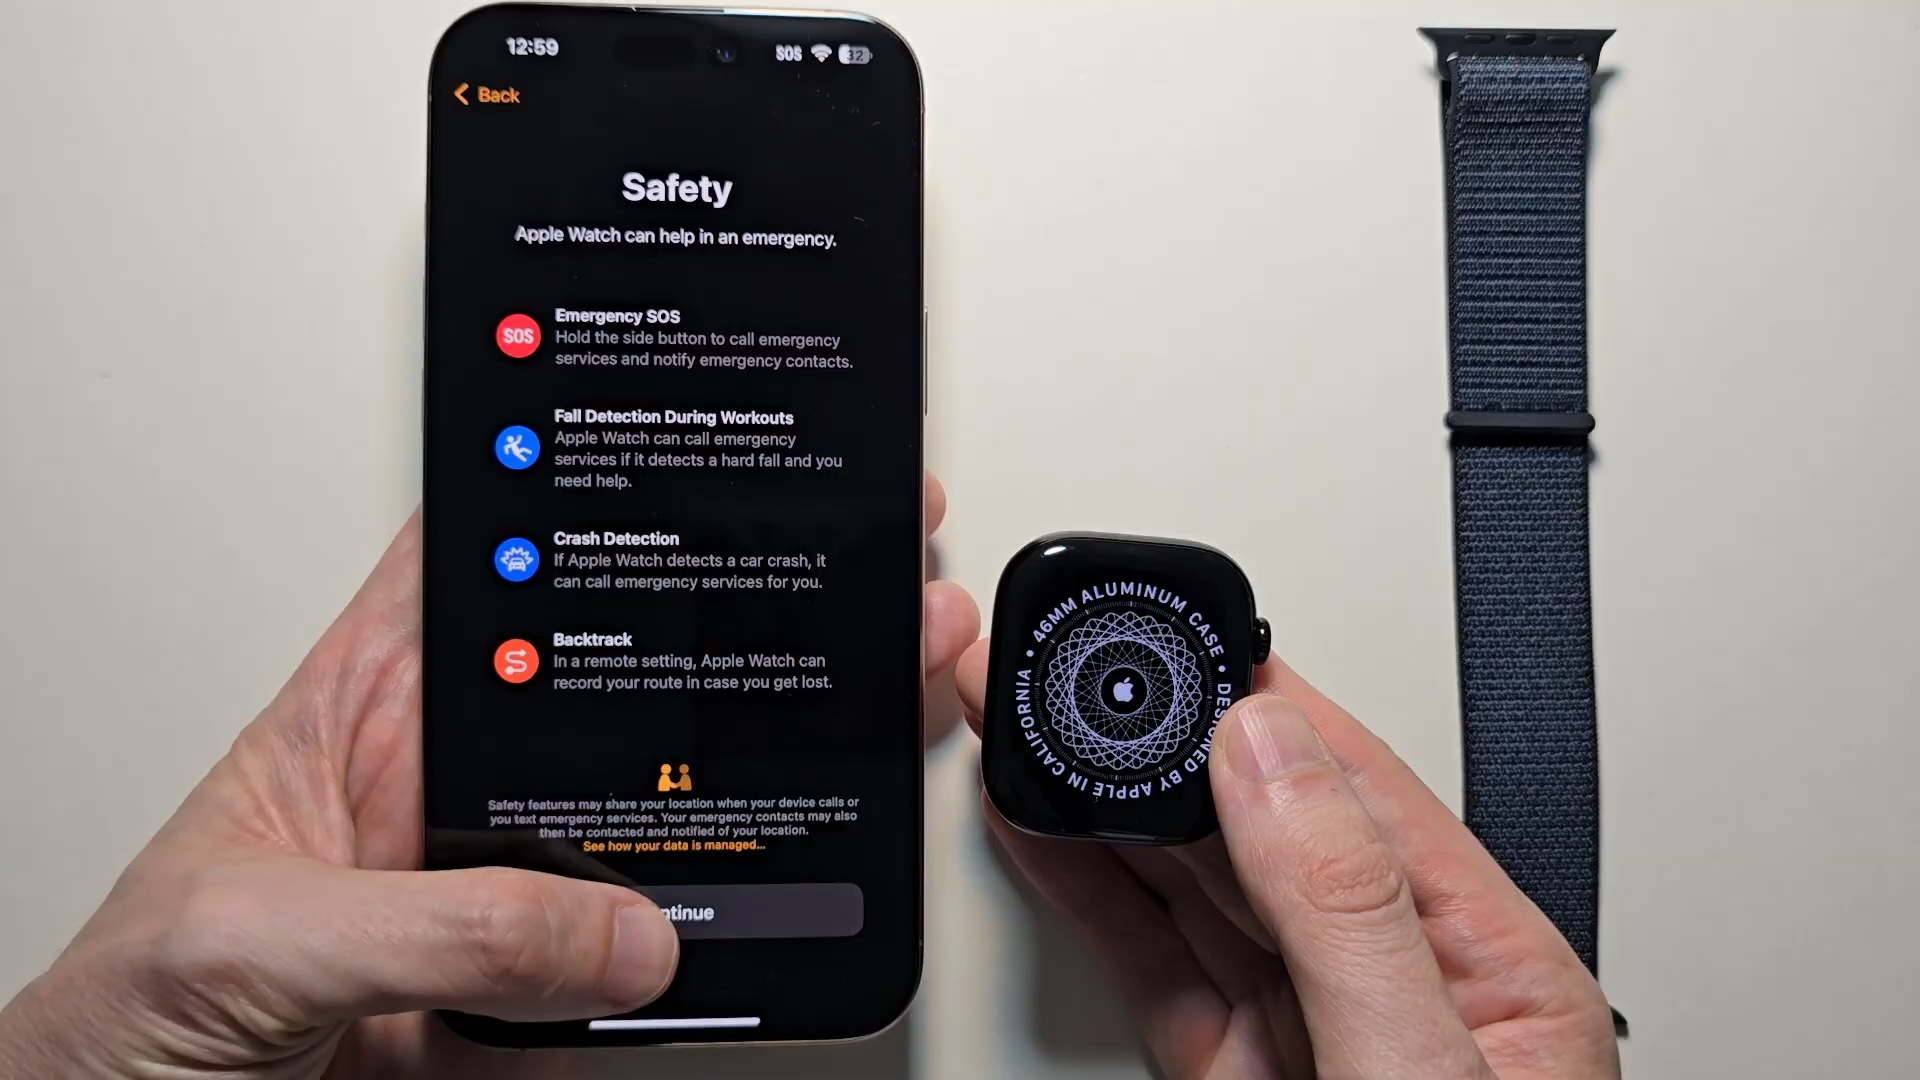 12:59
SOS
32
Back
Safety
Apple Watch can help in an emergency.
SOS
Emergency SOS
Hold the side button to call emergency
services and notify emergency contacts.
Fall Detection During Workouts
Apple Watch can call emergency
services if it detects a hard fall and you
need help.
Crash Detection
If Apple Watch detects a car crash, it
can call emergency services for you.
Backtrack
In a remote setting, Apple Watch can
record your route in case you get lost.
Safety features may share your location when your device calls or
you text emergency services. Your emergency contacts may also
then be contacted and notified of your location.
See how your data is managed...
ntinue
• 46MM ALUMINUM CASE • DESIGNED BY APPLE IN CALIFORNIA